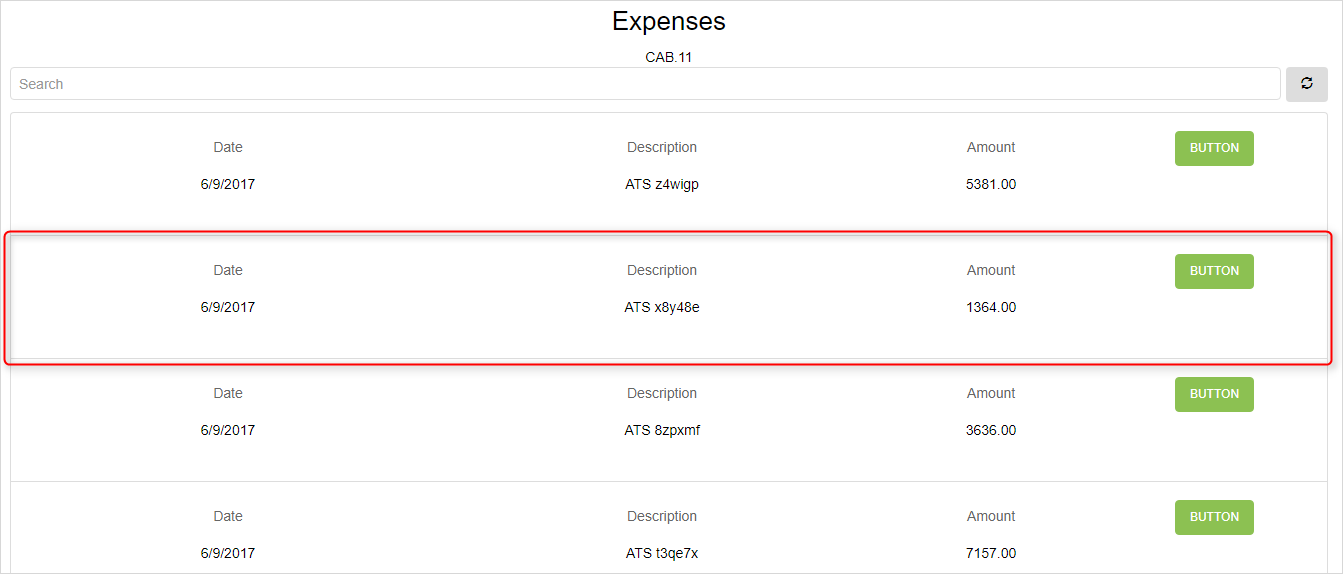 Expenses
CAB.11
Search
Date Description Amount BUTTON
6/9/2017 ATS z4wigp 5381.00
Date Description Amount BUTTON
6/9/2017 ATS x8y48e 1364.00
Date Description Amount BUTTON
6/9/2017 ATS 8zpxmf 3636.00
Date Description Amount BUTTON
6/9/2017 ATS t3qe7x 7157.00